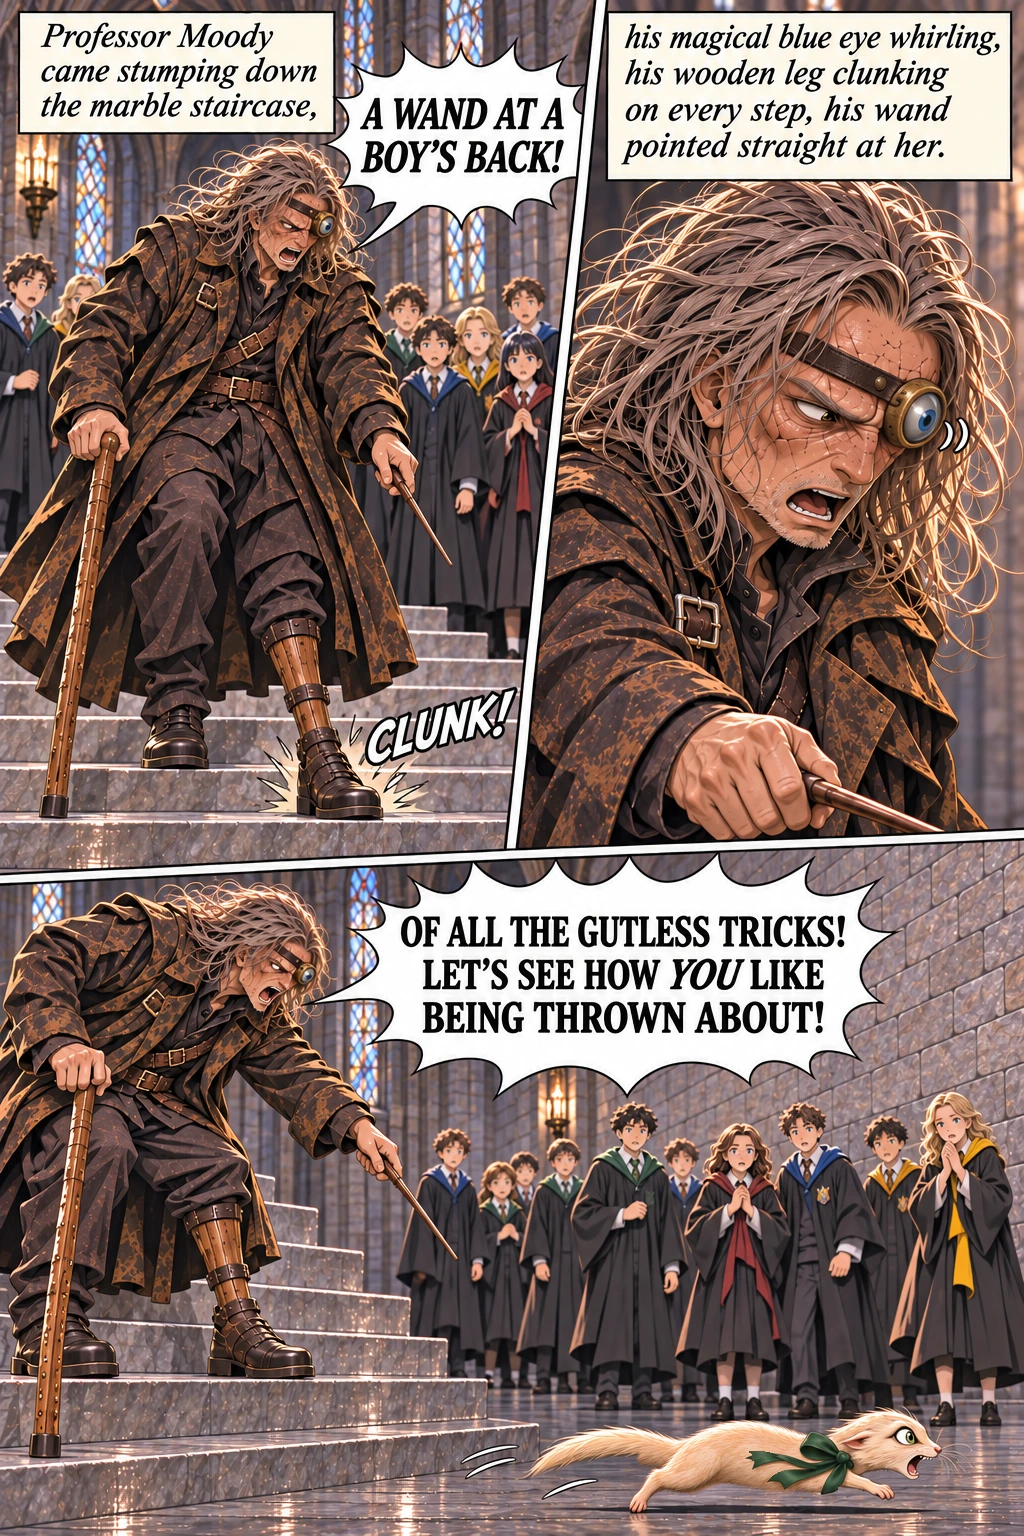 Professor Moody
came stumping down
the marble staircase,
A WAND AT A
BOY'S BACK!
his magical blue eye whirling,
his wooden leg clunking
on every step, his wand
pointed straight at her.
CLUNK!
OF ALL THE GUTLESS TRICKS!
LET'S SEE HOW YOU LIKE
BEING THROWN ABOUT!